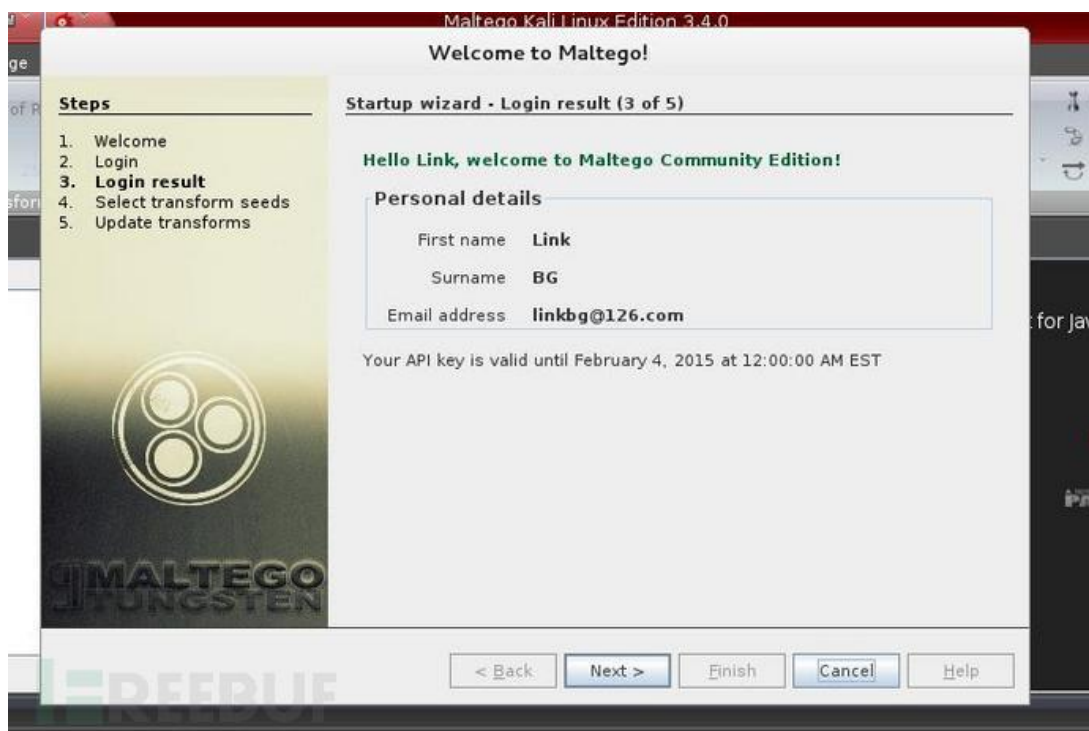 Maltego Kali Linux Edition 3.4.0
Welcome to Maltego!
ge
of R
Steps
1. Welcome
2. Login
3. Login result
4. Select transform seeds
5. Update transforms
Startup wizard - Login result (3 of 5)
Hello Link, welcome to Maltego Community Edition!
Personal details
First name Link
Surname BG
Email address linkbg@126.com
Your API key is valid until February 4, 2015 at 12:00:00 AM EST
sfor
t for Jav
MALTEGO
TUNGSTEN
< Back Next > Finish Cancel Help
FREEBUF